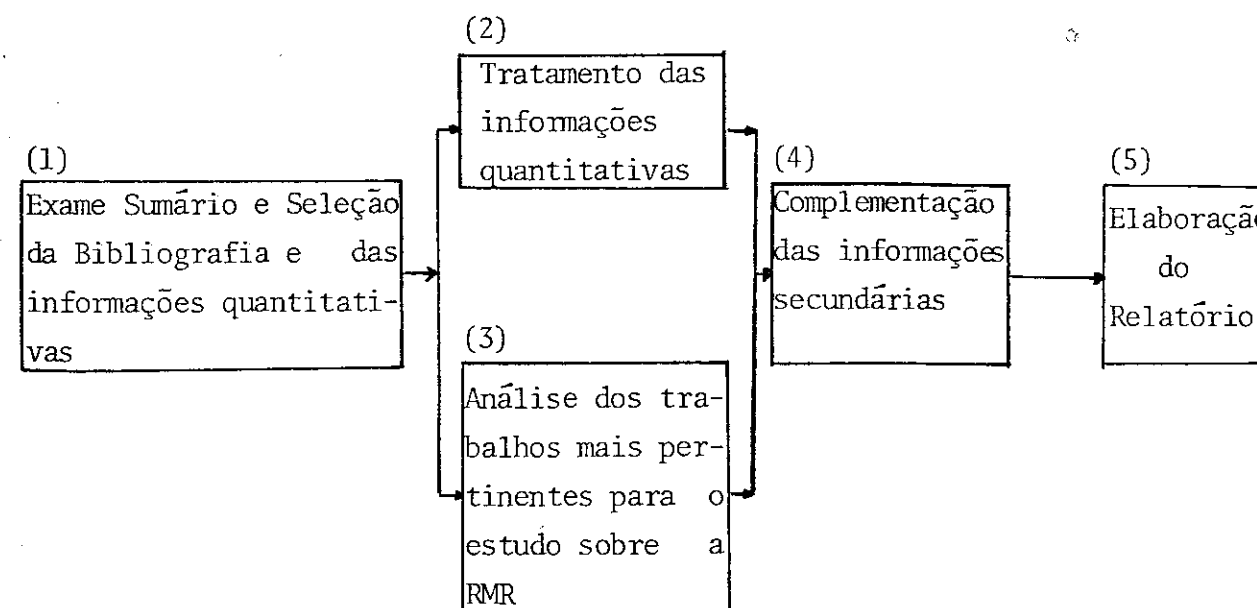 (1)
Exame Sumário e Seleção
da Bibliografia e das
informações quantitati-
vas
(2)
Tratamento das
informações
quantitativas
(3)
Análise dos tra-
balhos mais per-
tinentes para o
estudo sobre a
RMR
(4)
Complementação
das informações
secundárias
(5)
Elaboração
do
Relatório